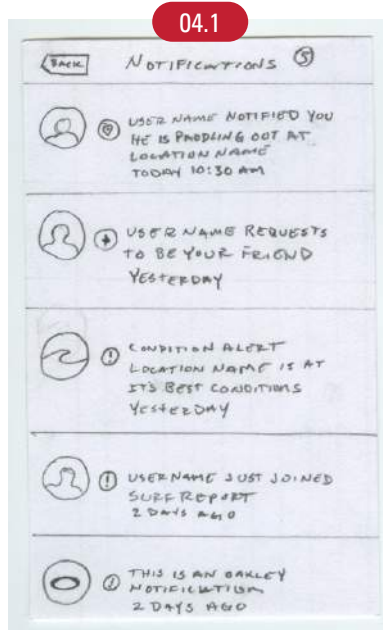 04.1
BACK NOTIFICATIONS 5
USER NAME NOTIFIED YOU
HE IS PADDLING OUT AT
LOCATION NAME
TODAY 10:30 AM
+ USER NAME REQUESTS
TO BE YOUR FRIEND
YESTERDAY
! CONDITION ALERT
LOCATION NAME IS AT
IT'S BEST CONDITIONS
YESTERDAY
! USER NAME JUST JOINED
SURF REPORT
2 DAYS AGO
i THIS IS AN OAKLEY
NOTIFICATION
2 DAYS AGO